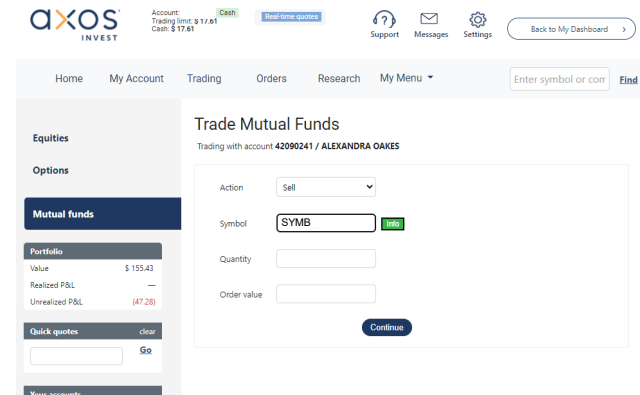 axos
INVEST
Account: Cash
Trading limit: $ 17.61
Cash: $ 17.61
Real-time quotes
Support Messages Settings
Back to My Dashboard
Home My Account Trading Orders Research My Menu
Enter symbol or com Find
Equities
Options
Mutual funds
Portfolio
Value $ 155.43
Realized P&L —
Unrealized P&L (47.28)
Quick quotes clear
Go
Your accounts
Trade Mutual Funds
Trading with account 42090241 / ALEXANDRA OAKES
Action Sell
Symbol SYMB Info
Quantity
Order value
Continue